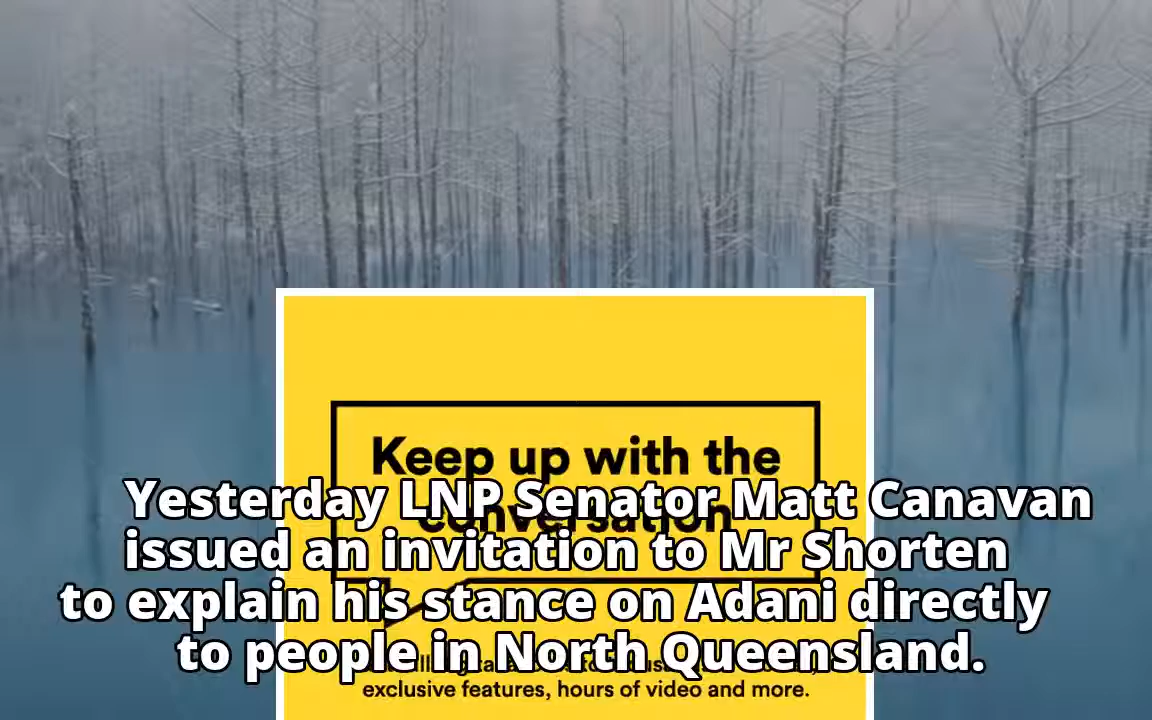 Keep up with the
conversation
Yesterday LNP Senator Matt Canavan
issued an invitation to Mr Shorten
to explain his stance on Adani directly
to people in North Queensland.
exclusive features, hours of video and more.